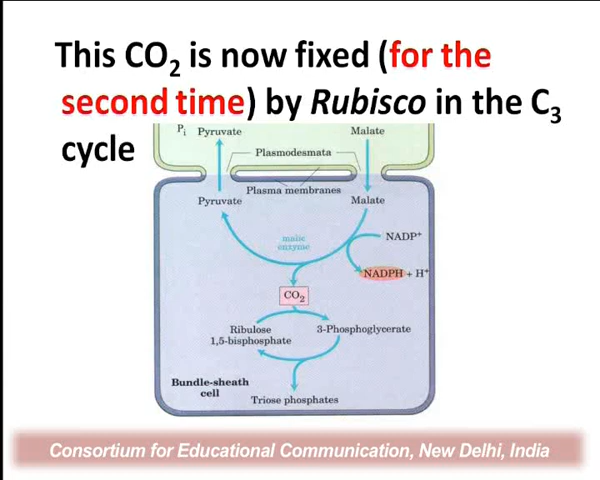 This CO₂ is now fixed (for the
second time) by Rubisco in the C₃
cycle
Pᵢ Pyruvate
Malate
Plasmodesmata
Plasma membranes
Pyruvate
Malate
malic
enzyme
NADP⁺
NADPH + H⁺
CO₂
Ribulose
1,5-bisphosphate
3-Phosphoglycerate
Bundle-sheath
cell
Triose phosphates
Consortium for Educational Communication, New Delhi, India